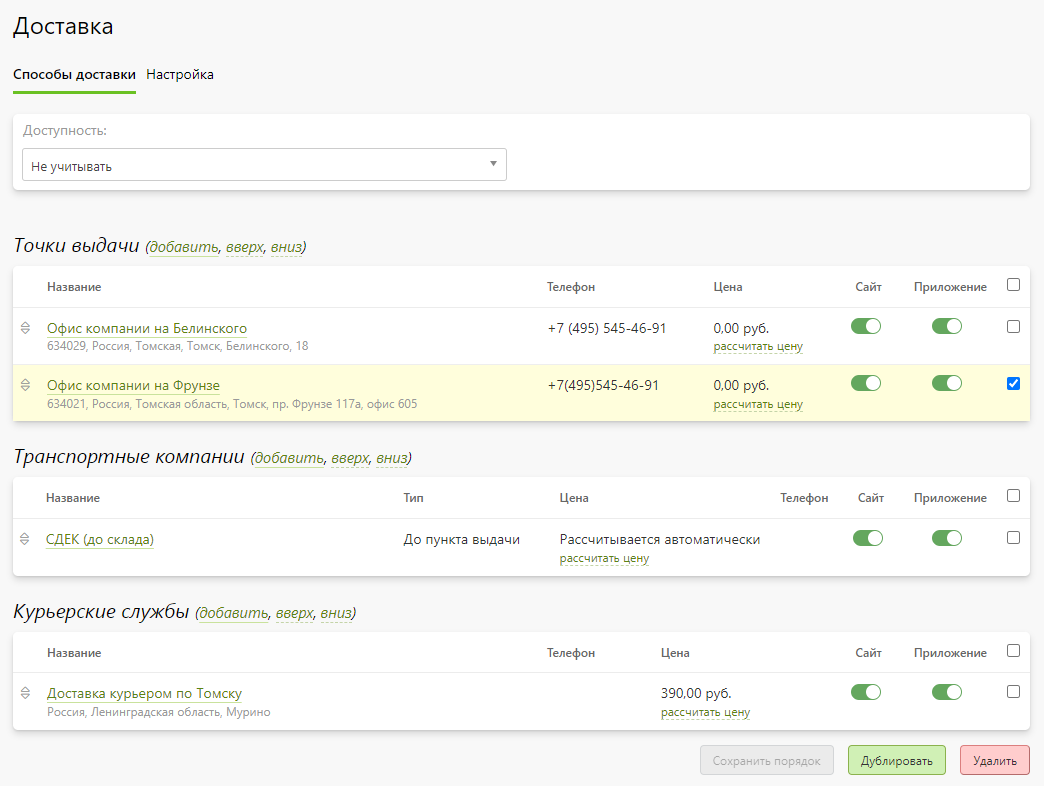 Доставка
Способы доставки Настройка
Доступность:
Не учитывать
Точки выдачи (добавить, вверх, вниз)
Название Телефон Цена Сайт Приложение
Офис компании на Белинского +7 (495) 545-46-91 0,00 руб.
634029, Россия, Томская, Томск, Белинского, 18 рассчитать цену
Офис компании на Фрунзе +7(495)545-46-91 0,00 руб.
634021, Россия, Томская область, Томск, пр. Фрунзе 117а, офис 605 рассчитать цену
Транспортные компании (добавить, вверх, вниз)
Название Тип Цена Телефон Сайт Приложение
СДЕК (до склада) До пункта выдачи Рассчитывается автоматически
рассчитать цену
Курьерские службы (добавить, вверх, вниз)
Название Телефон Цена Сайт Приложение
Доставка курьером по Томску 390,00 руб.
Россия, Ленинградская область, Мурино рассчитать цену
Сохранить порядок Дублировать Удалить